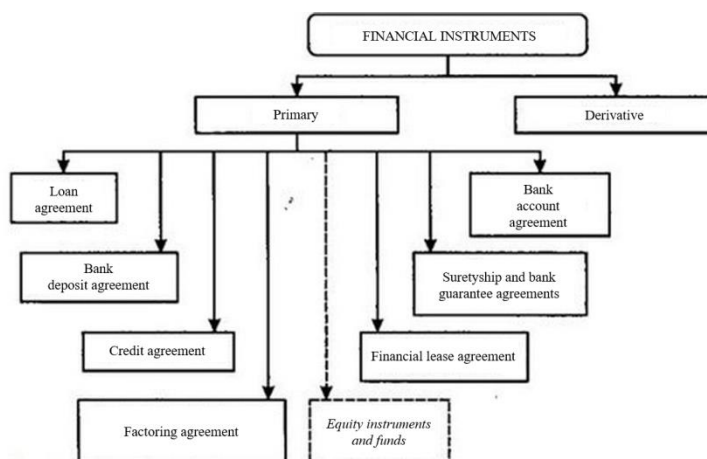 FINANCIAL INSTRUMENTS
Primary
Derivative
Loan
agreement
Bank
account
agreement
Bank
deposit agreement
Suretyship and bank
guarantee agreements
Credit agreement
Financial lease agreement
Factoring agreement
Equity instruments
and funds